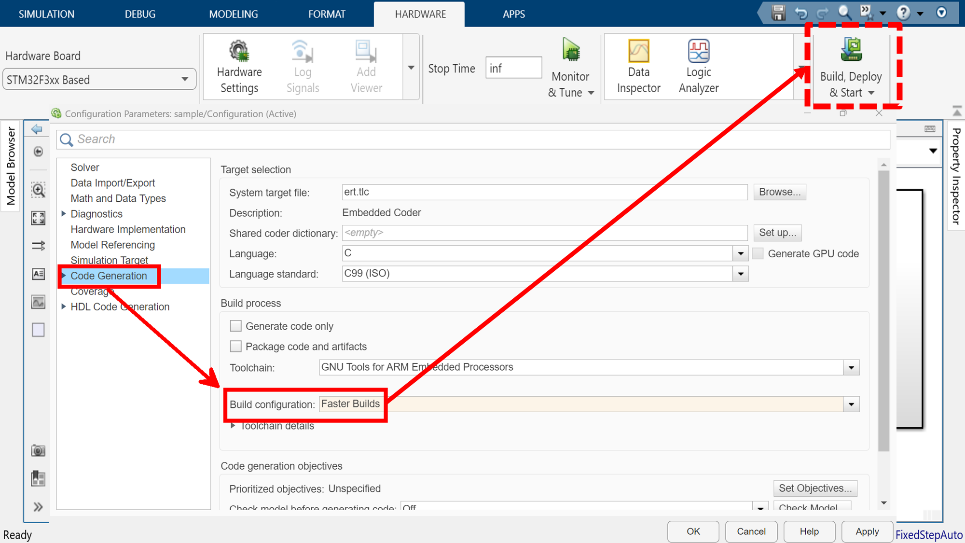 SIMULATION DEBUG MODELING FORMAT HARDWARE APPS
Hardware Board
STM32F3xx Based
Hardware
Settings
Log
Signals
Add
Viewer
Stop Time inf
Monitor
& Tune
Data
Inspector
Logic
Analyzer
Build, Deploy
& Start
Model Browser
Property Inspector
Configuration Parameters: sample/Configuration (Active)
Search
Solver
Data Import/Export
Math and Data Types
Diagnostics
Hardware Implementation
Model Referencing
Simulation Target
Code Generation
Coverage
HDL Code Generation
Target selection
System target file: ert.tlc Browse...
Description: Embedded Coder
Shared coder dictionary: <empty> Set up...
Language: C Generate GPU code
Language standard: C99 (ISO)
Build process
Generate code only
Package code and artifacts
Toolchain: GNU Tools for ARM Embedded Processors
Build configuration: Faster Builds
Toolchain details
Code generation objectives
Prioritized objectives: Unspecified Set Objectives...
Check model before generating code: Off Check Model
OK Cancel Help Apply
Ready FixedStepAuto